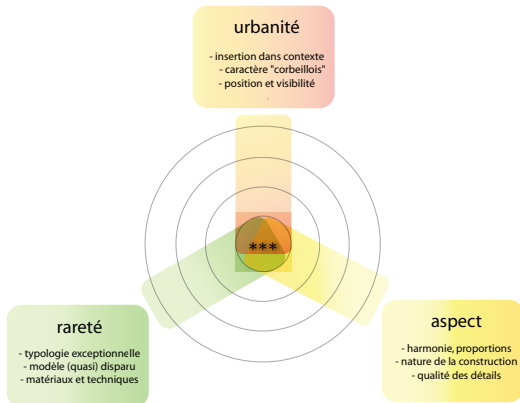 urbanité
- insertion dans contexte
- caractère "corbeillois"
- position et visibilité
***
rareté
- typologie exceptionnelle
- modèle (quasi) disparu
- matériaux et techniques
aspect
- harmonie, proportions
- nature de la construction
- qualité des détails